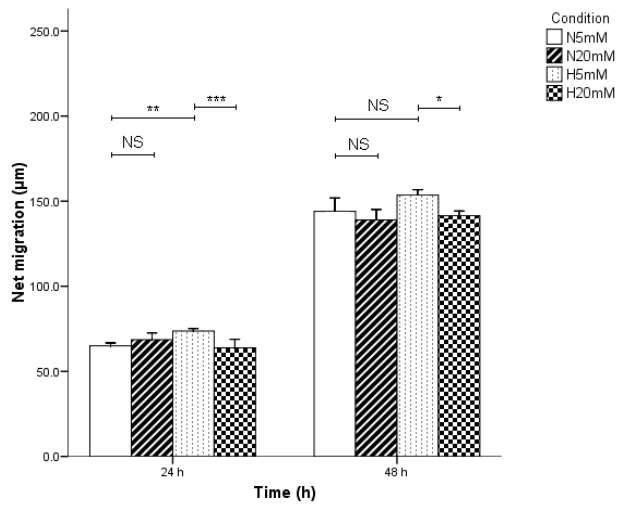 Condition
N5mM
N20mM
H5mM
H20mM
250.0
200.0
150.0
100.0
50.0
0.0
Net migration (µm)
** ***
NS
NS *
NS
24 h 48 h
Time (h)